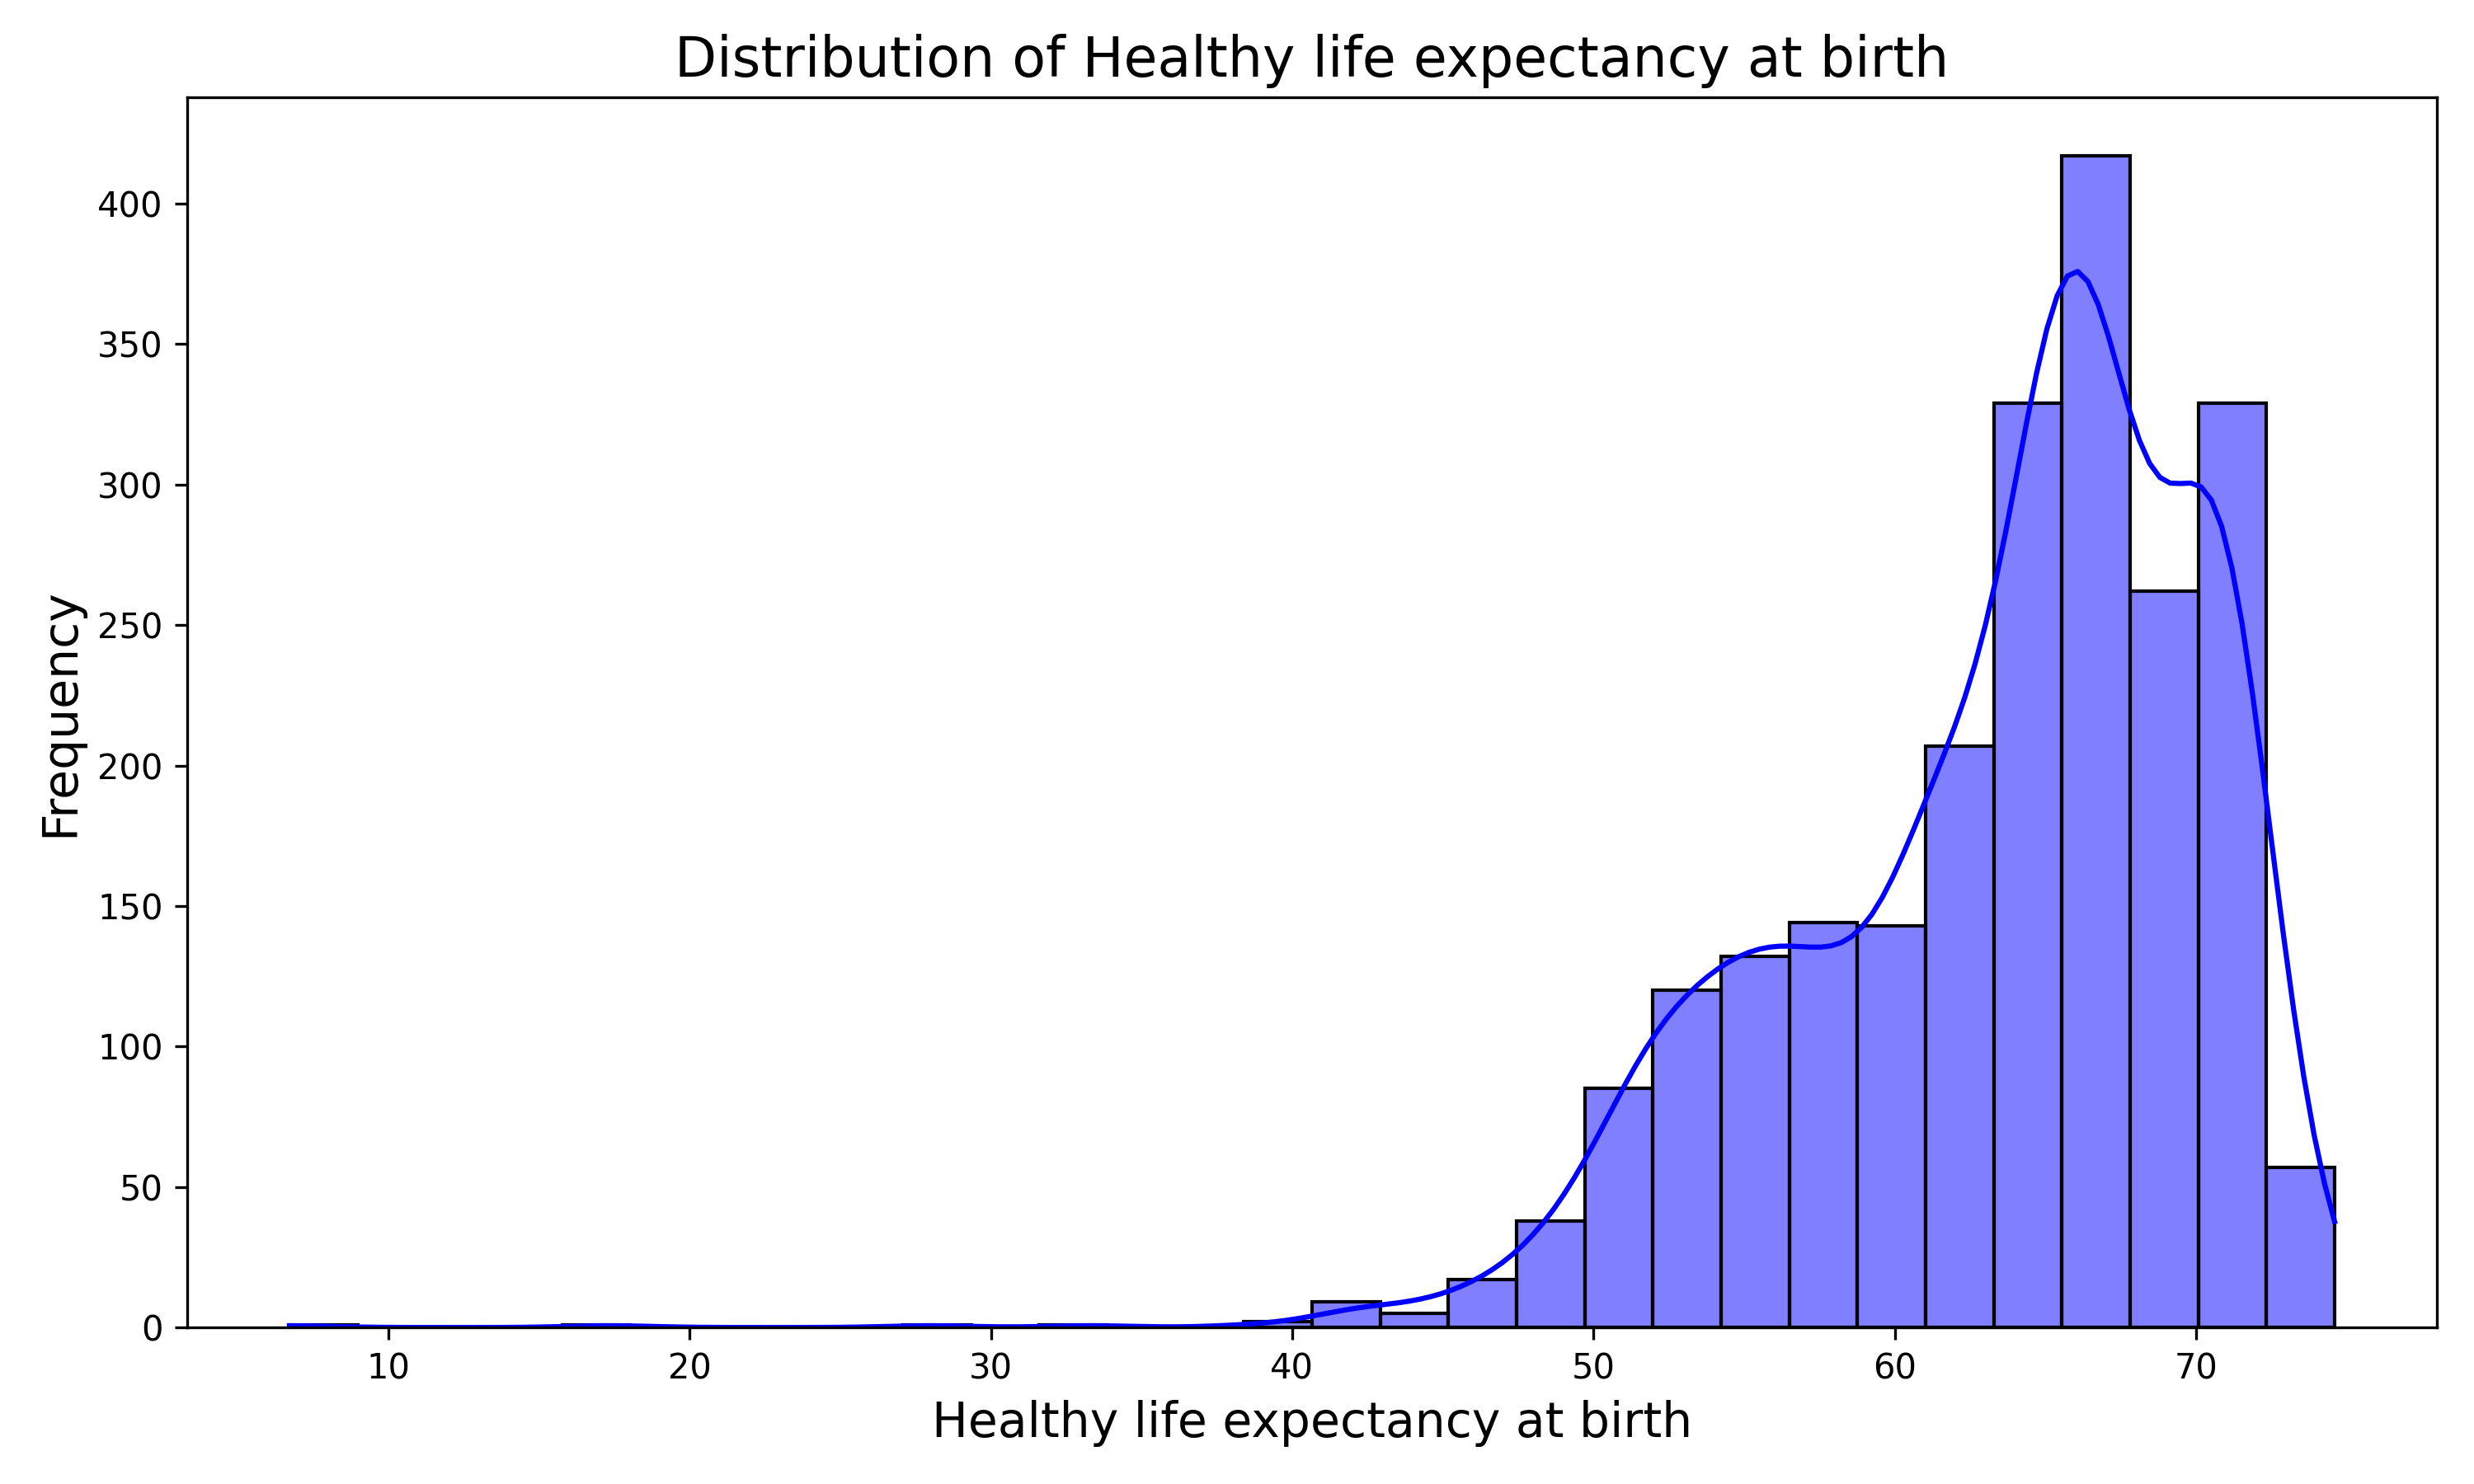 Distribution of Healthy life expectancy at birth
Frequency
400
350
300
250
200
150
100
50
0
10 20 30 40 50 60 70
Healthy life expectancy at birth